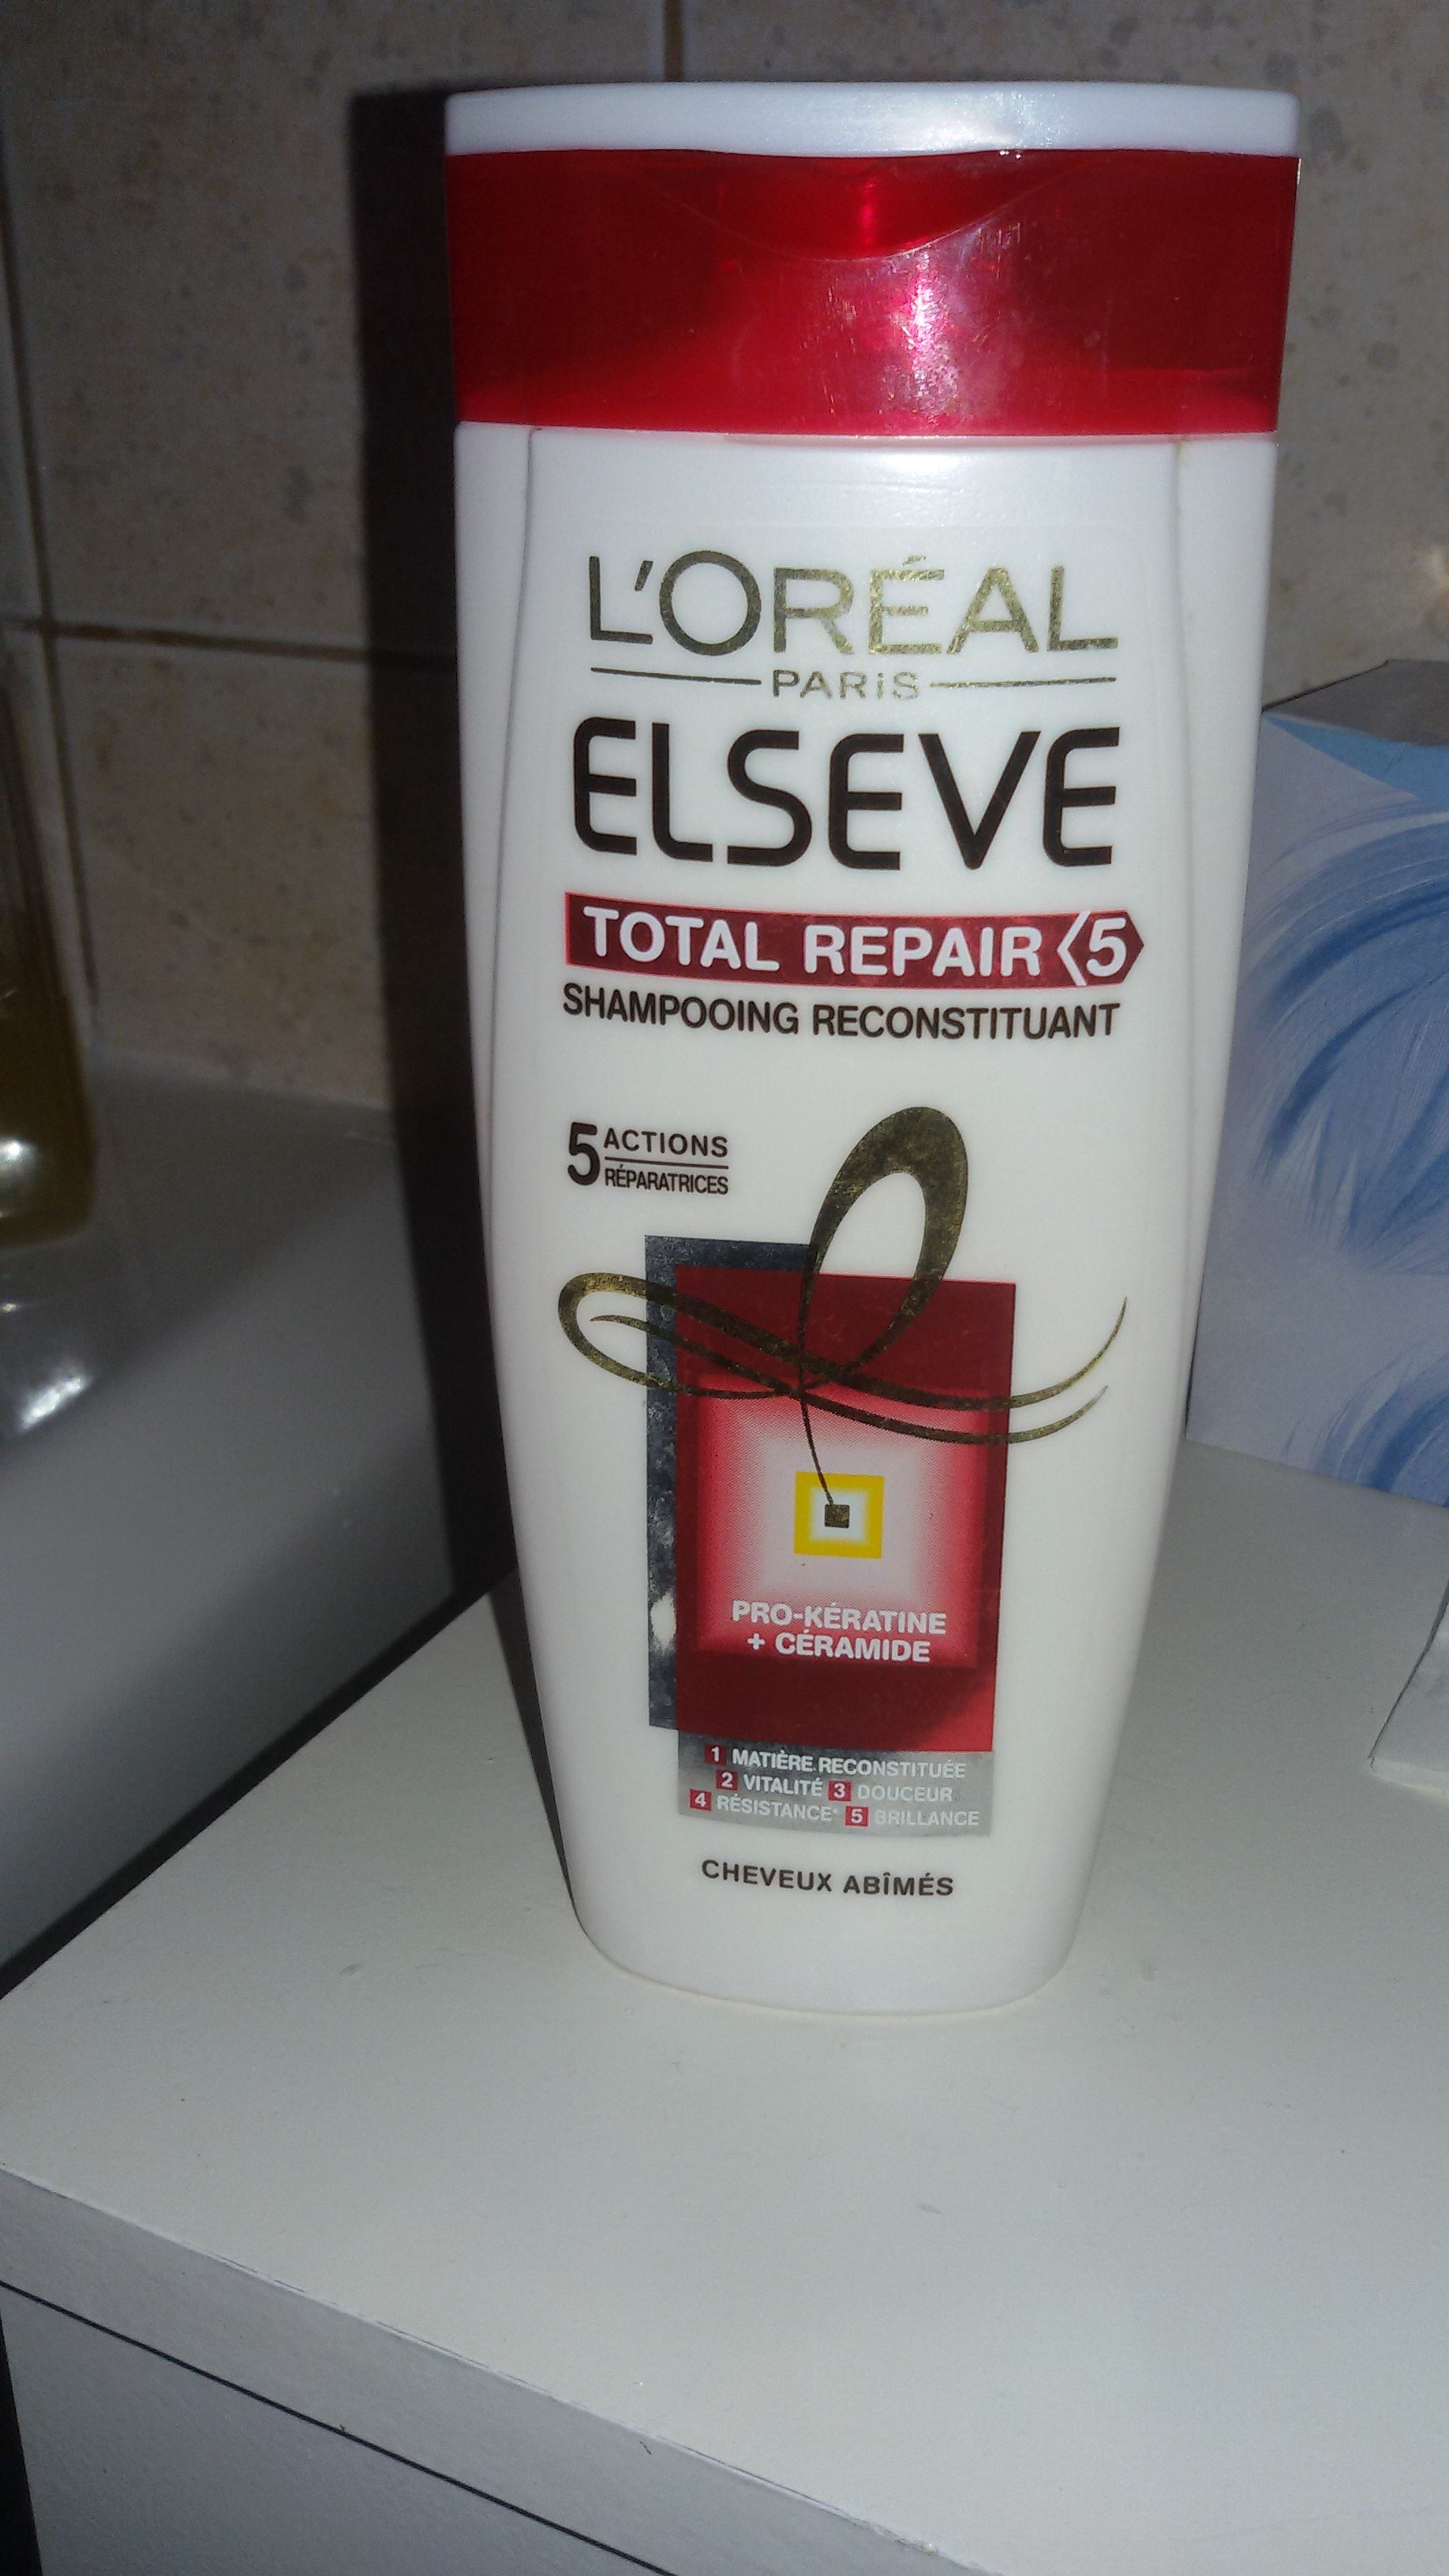 L'ORÉAL
PARiS
ELSEVE
TOTAL REPAIR 5
SHAMPOOING RECONSTITUANT
5 ACTIONS
RÉPARATRICES
PRO-KÉRATINE
+ CÉRAMIDE
1 MATIÈRE RECONSTITUÉE
2 VITALITÉ 3 DOUCEUR
4 RÉSISTANCE* 5 BRILLANCE
CHEVEUX ABÎMÉS